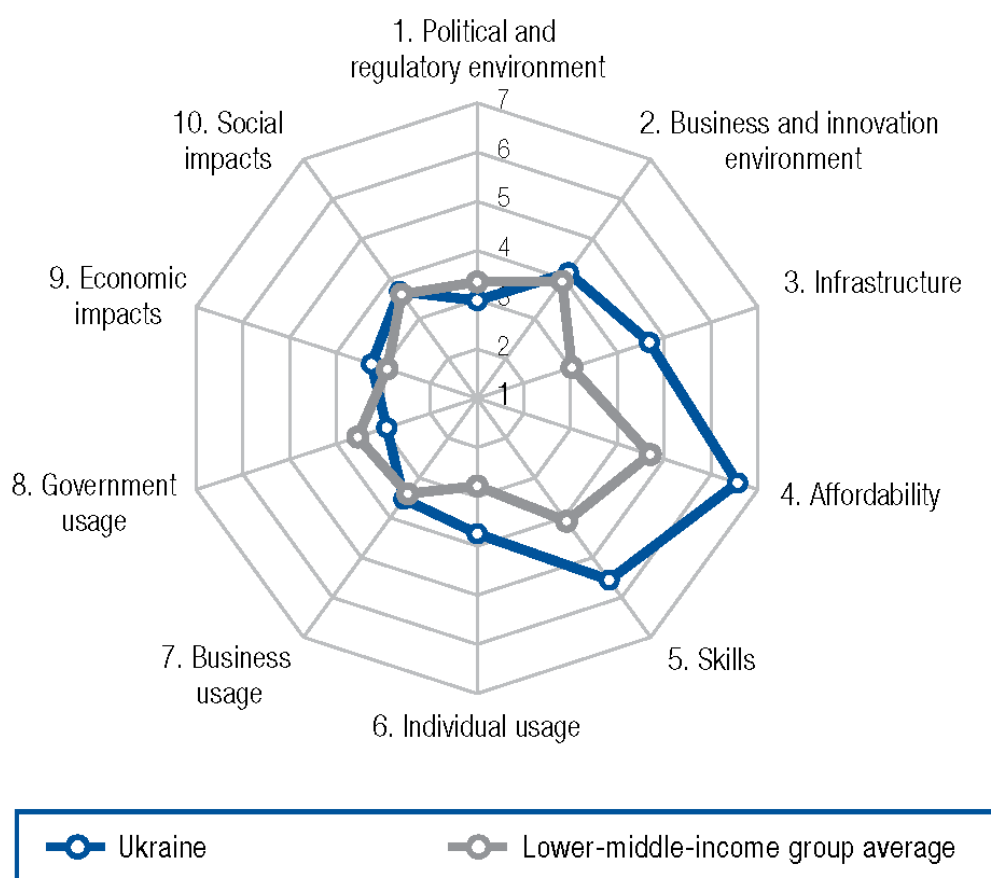 1. Political and
regulatory environment
10. Social
impacts
2. Business and innovation
environment
7
6
5
4
3
2
1
9. Economic
impacts
3. Infrastructure
8. Government
usage
4. Affordability
7. Business
usage
5. Skills
6. Individual usage
Ukraine
Lower-middle-income group average